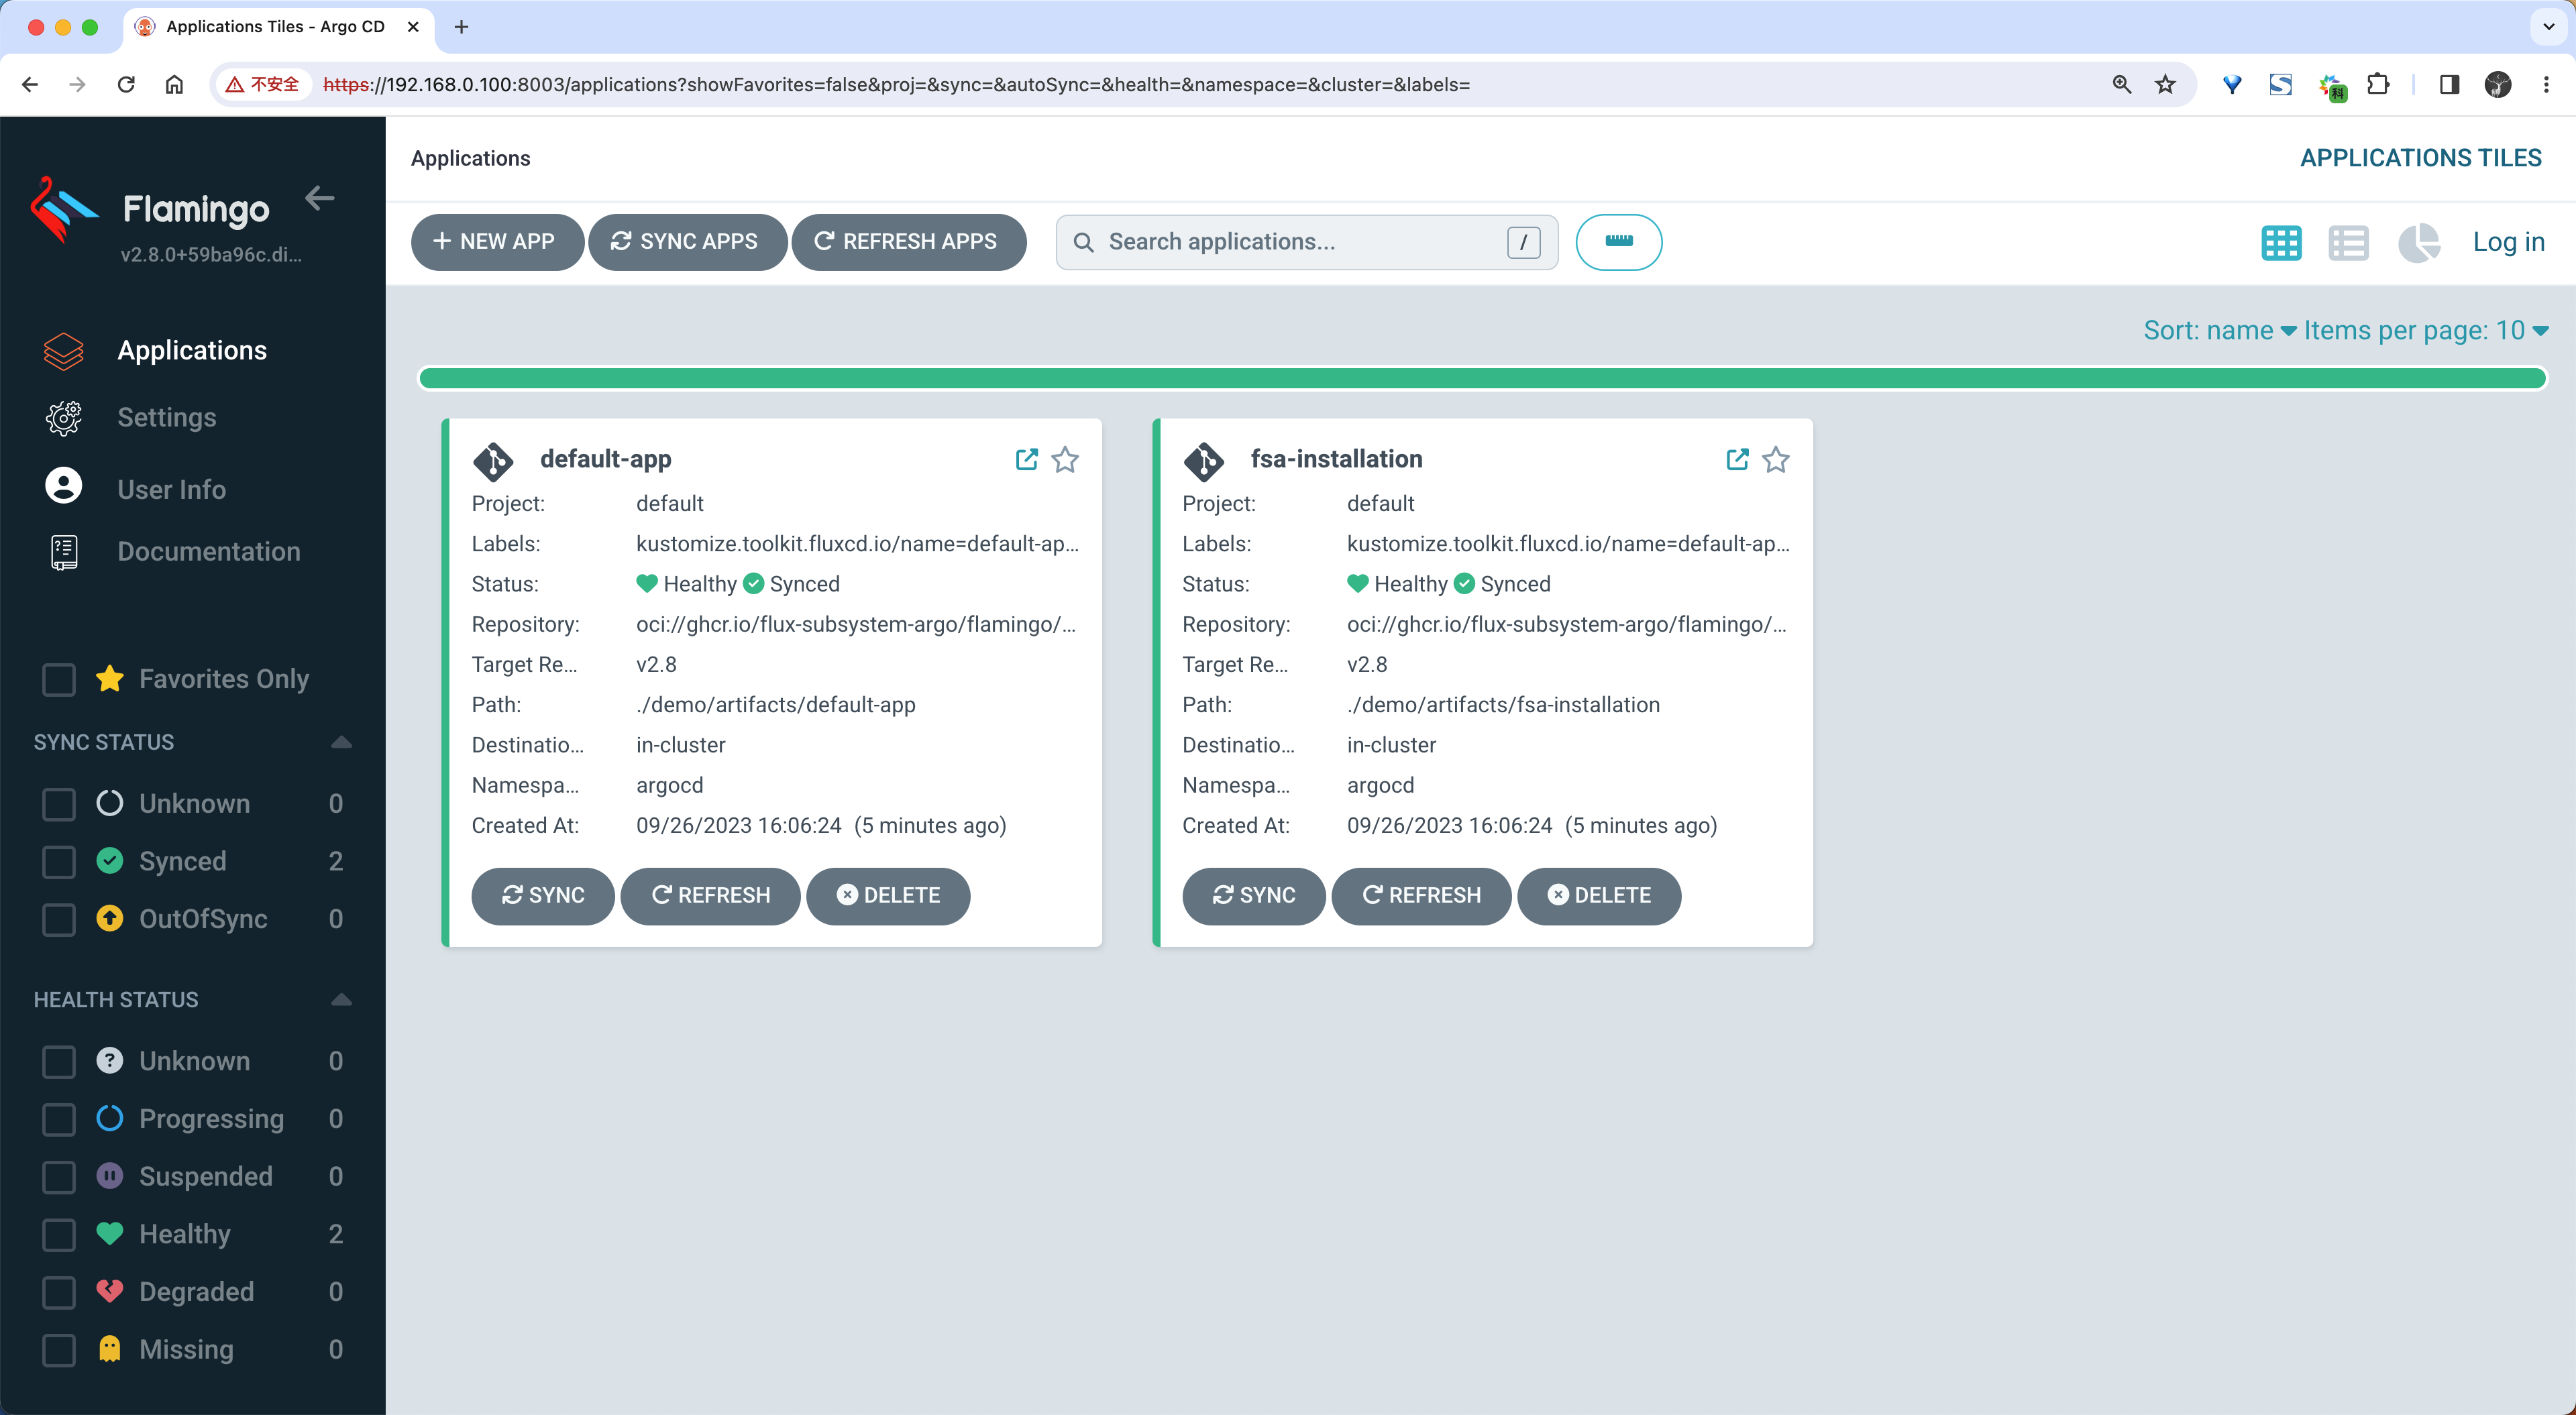 Applications Tiles - Argo CD
不安全 https://192.168.0.100:8003/applications?showFavorites=false&proj=&sync=&autoSync=&health=&namespace=&cluster=&labels=
科
Flamingo
v2.8.0+59ba96c.di...
Applications
Settings
User Info
Documentation
Favorites Only
SYNC STATUS
Unknown 0
Synced 2
OutOfSync 0
HEALTH STATUS
Unknown 0
Progressing 0
Suspended 0
Healthy 2
Degraded 0
Missing 0
Applications
APPLICATIONS TILES
NEW APP SYNC APPS REFRESH APPS Search applications... / Log in
Sort: name Items per page: 10
default-app
Project: default
Labels: kustomize.toolkit.fluxcd.io/name=default-ap...
Status: Healthy Synced
Repository: oci://ghcr.io/flux-subsystem-argo/flamingo/...
Target Re... v2.8
Path: ./demo/artifacts/default-app
Destinatio... in-cluster
Namespa... argocd
Created At: 09/26/2023 16:06:24 (5 minutes ago)
SYNC REFRESH DELETE
fsa-installation
Project: default
Labels: kustomize.toolkit.fluxcd.io/name=default-ap...
Status: Healthy Synced
Repository: oci://ghcr.io/flux-subsystem-argo/flamingo/...
Target Re... v2.8
Path: ./demo/artifacts/fsa-installation
Destinatio... in-cluster
Namespa... argocd
Created At: 09/26/2023 16:06:24 (5 minutes ago)
SYNC REFRESH DELETE